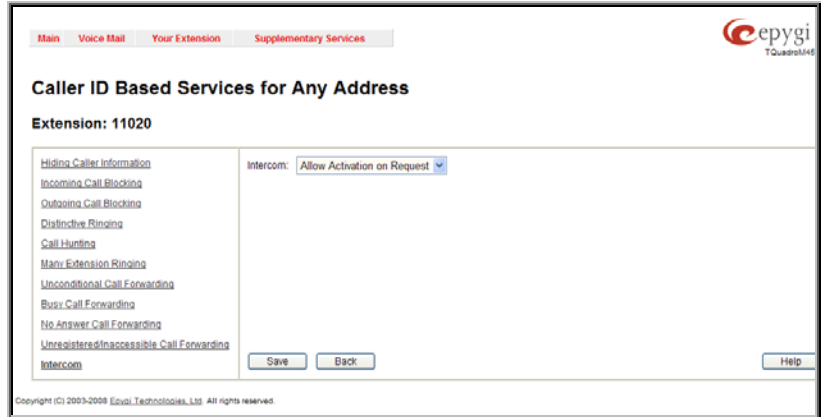 Main Voice Mail Your Extension Supplementary Services
epygi
TQuadroM45
Caller ID Based Services for Any Address
Extension: 11020
Hiding Caller Information
Incoming Call Blocking
Outgoing Call Blocking
Distinctive Ringing
Call Hunting
Many Extension Ringing
Unconditional Call Forwarding
Busy Call Forwarding
No Answer Call Forwarding
Unregistered/Inaccessible Call Forwarding
Intercom
Intercom: Allow Activation on Request
Save Back Help
Copyright (C) 2003-2008 Epygi Technologies, Ltd. All rights reserved.